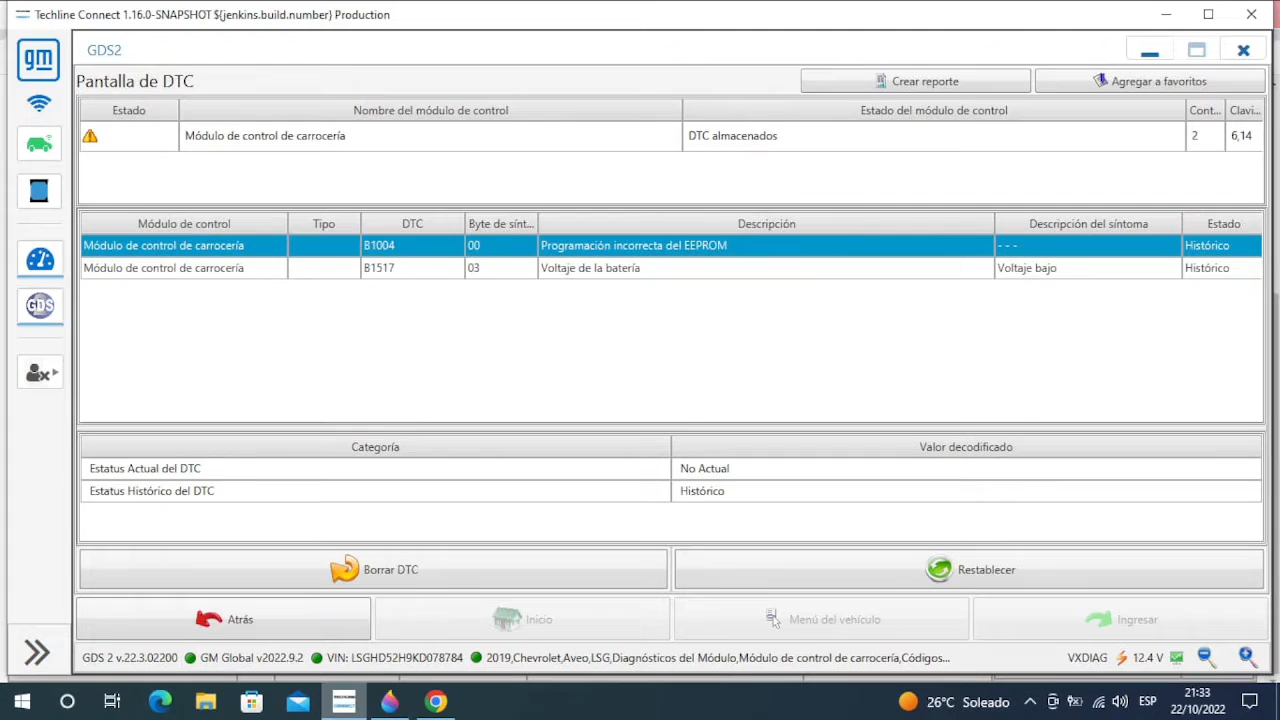 Techline Connect 1.16.0-SNAPSHOT ${jenkins.build.number} Production
gm
GDS2
Pantalla de DTC
Crear reporte
Agregar a favoritos
Estado Nombre del módulo de control Estado del módulo de control Cont... Clavi...
Módulo de control de carrocería DTC almacenados 2 6,14
Módulo de control Tipo DTC Byte de sínt... Descripción Descripción del síntoma Estado
Módulo de control de carrocería B1004 00 Programación incorrecta del EEPROM - - - Histórico
Módulo de control de carrocería B1517 03 Voltaje de la batería Voltaje bajo Histórico
GDS
Categoría Valor decodificado
Estatus Actual del DTC No Actual
Estatus Histórico del DTC Histórico
Borrar DTC Restablecer
Atrás Inicio Menú del vehículo Ingresar
GDS 2 v.22.3.02200 GM Global v2022.9.2 VIN: LSGHD52H9KD078784 2019,Chevrolet,Aveo,LSG,Diagnósticos del Módulo,Módulo de control de carrocería,Códigos... VXDIAG 12.4 V
TECHLINE
CONNECT
26°C Soleado ESP 21:33
22/10/2022